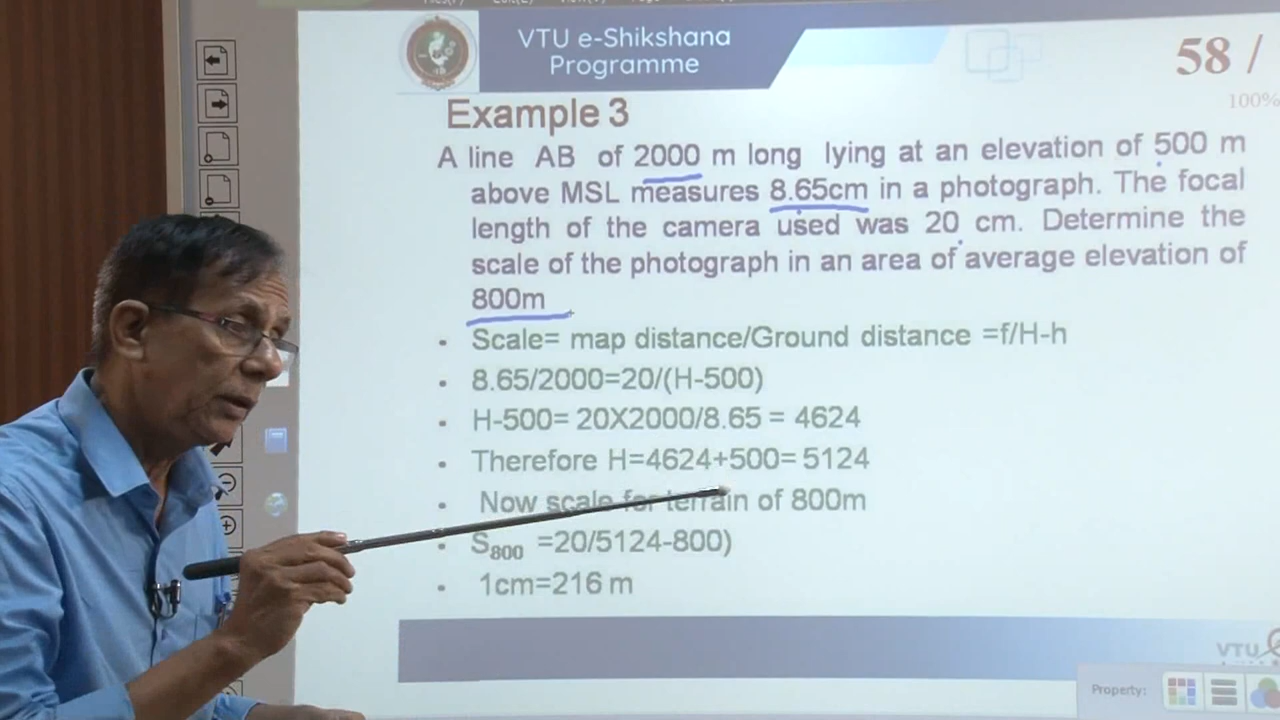 VTU e-Shikshana
Programme
58 /
100%
Example 3
A line AB of 2000 m long lying at an elevation of 500 m
above MSL measures 8.65cm in a photograph. The focal
length of the camera used was 20 cm. Determine the
scale of the photograph in an area of average elevation of
800m
• Scale= map distance/Ground distance =f/H-h
• 8.65/2000=20/(H-500)
• H-500= 20X2000/8.65 = 4624
• Therefore H=4624+500= 5124
• Now scale for terrain of 800m
• S800 =20/5124-800)
• 1cm=216 m
VTU
Property: